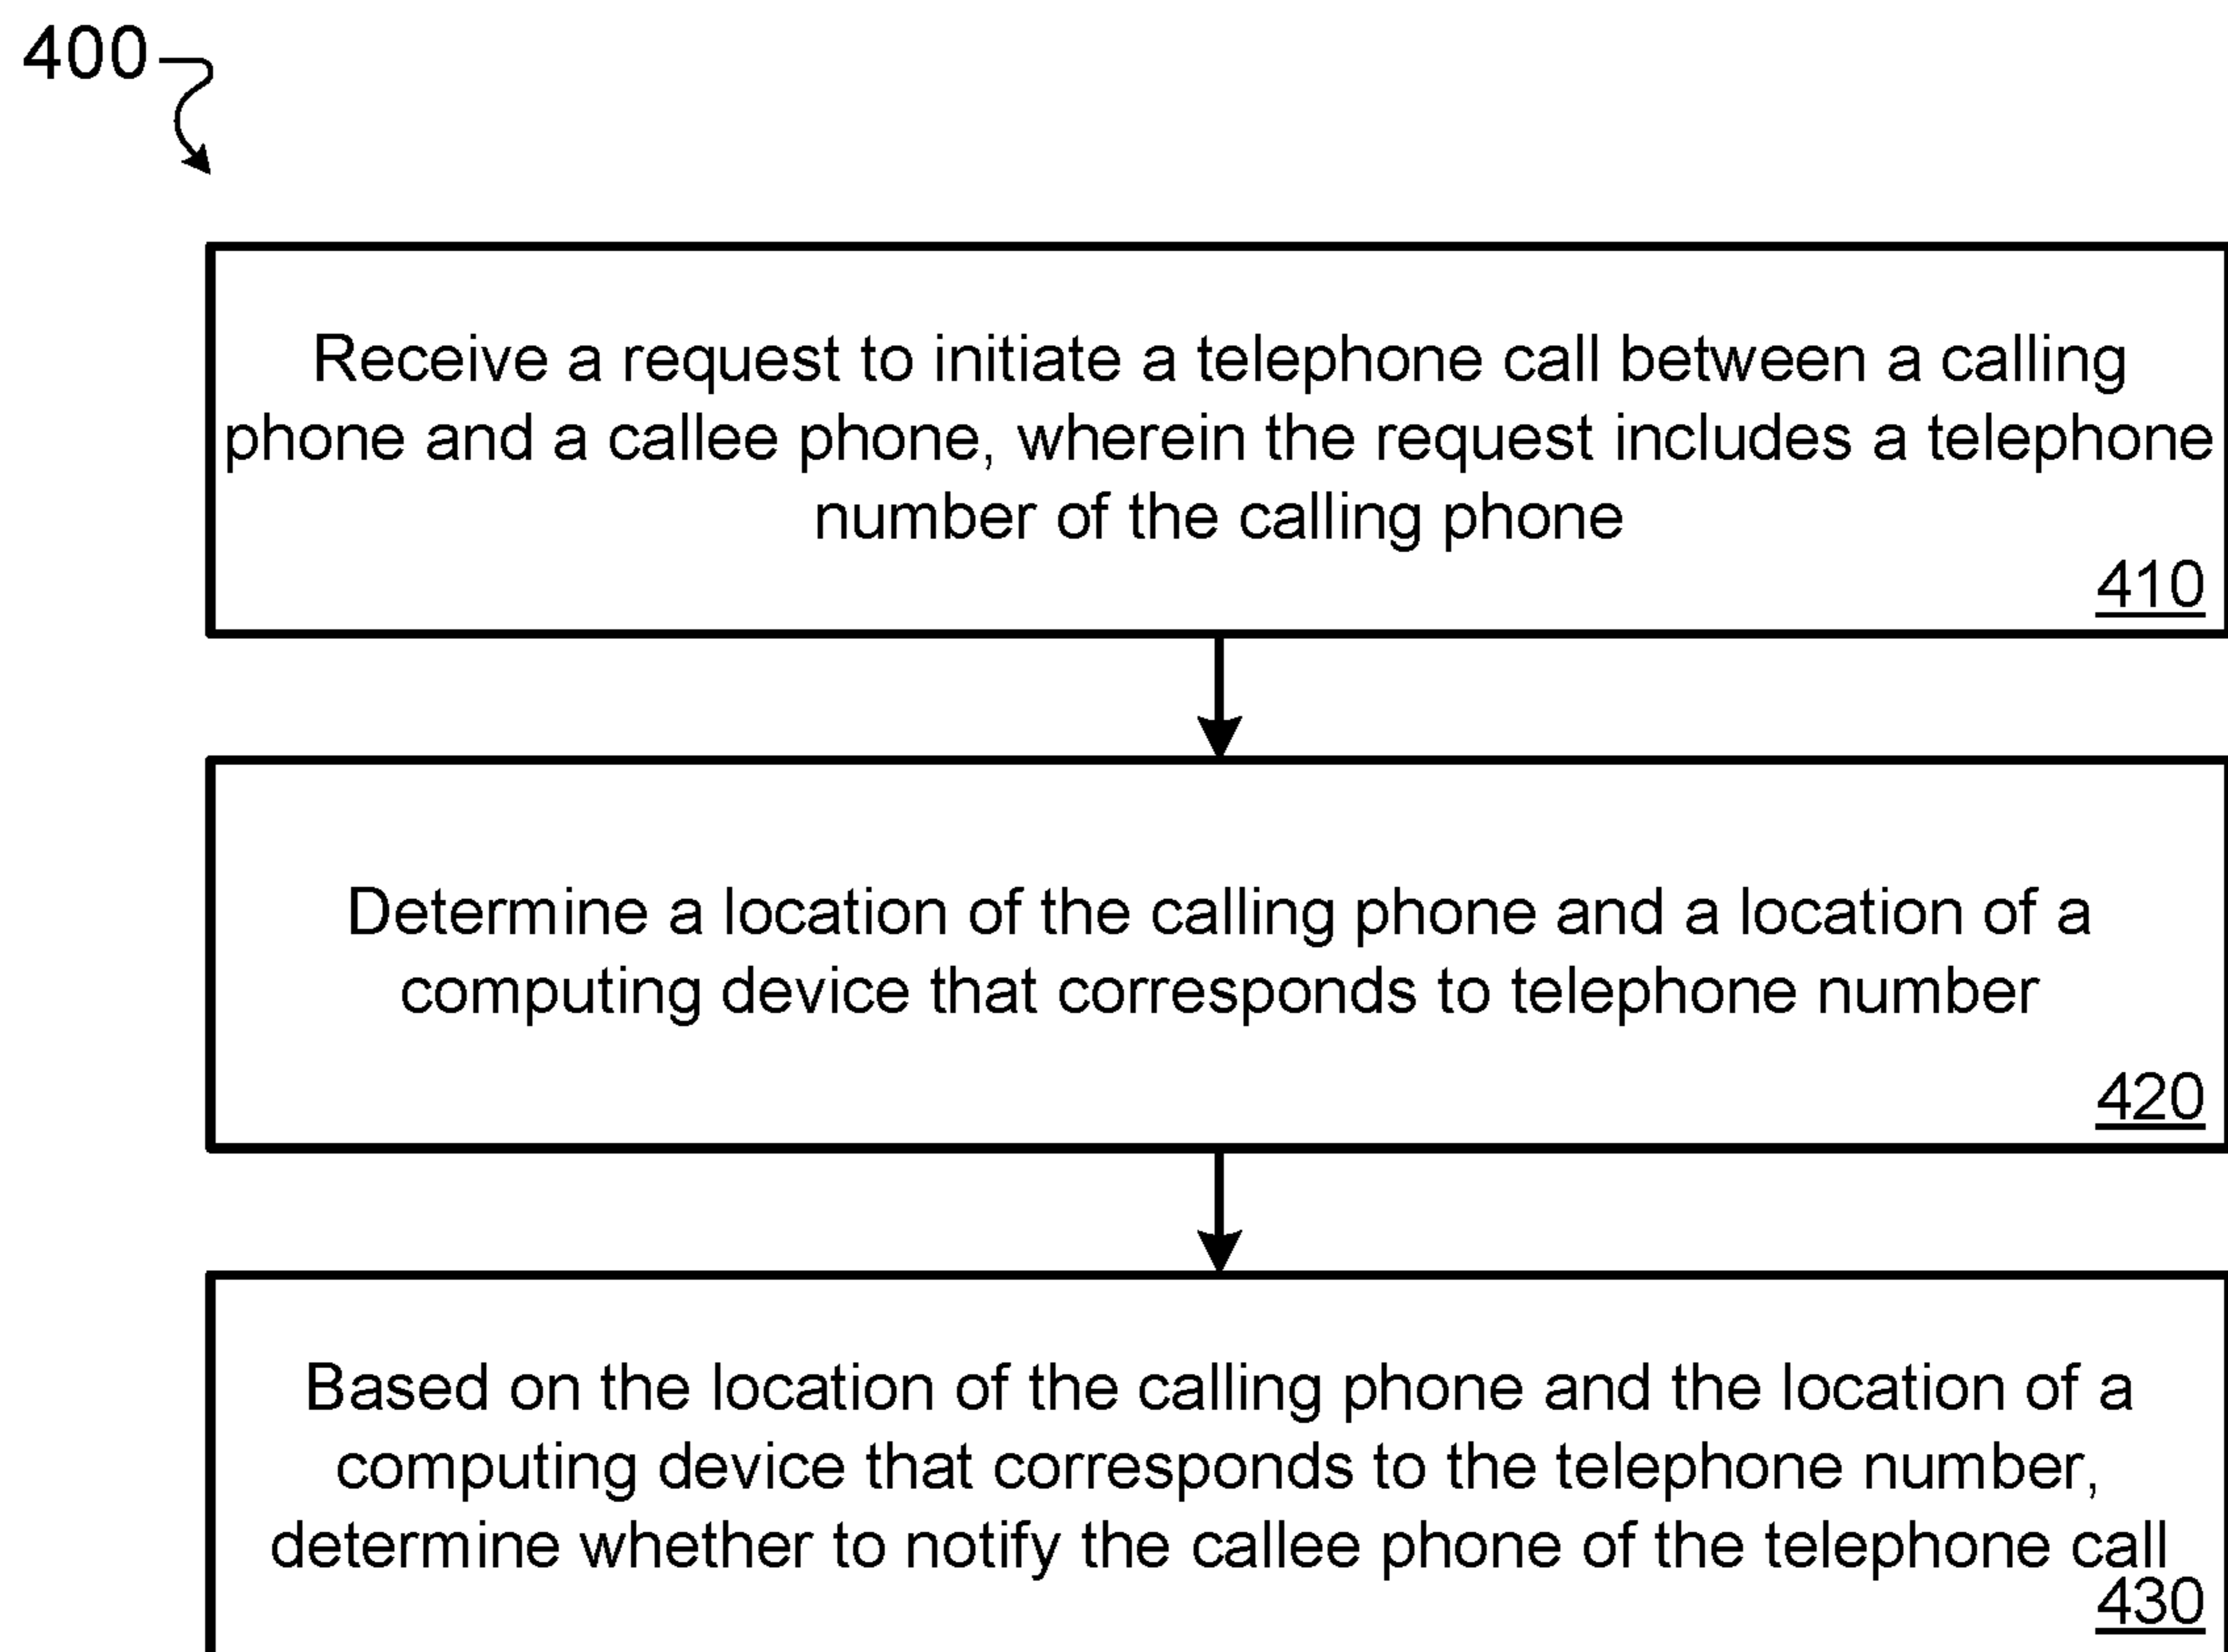 400
Receive a request to initiate a telephone call between a calling
phone and a callee phone, wherein the request includes a telephone
number of the calling phone
410
Determine a location of the calling phone and a location of a
computing device that corresponds to telephone number
420
Based on the location of the calling phone and the location of a
computing device that corresponds to the telephone number,
determine whether to notify the callee phone of the telephone call
430